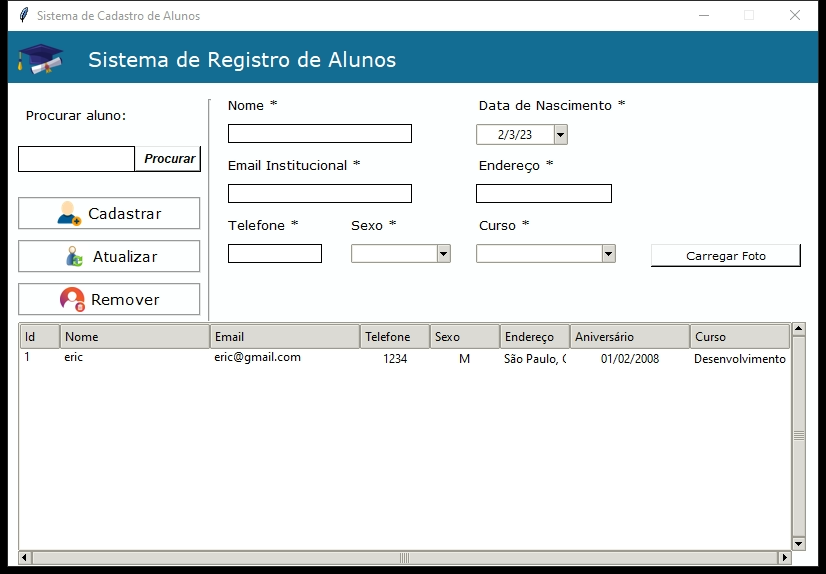 Sistema de Cadastro de Alunos
Sistema de Registro de Alunos
Procurar aluno:
Procurar
Cadastrar
Atualizar
Remover
Nome *
Data de Nascimento *
2/3/23
Email Institucional *
Endereço *
Telefone *
Sexo *
Curso *
Carregar Foto
Id Nome Email Telefone Sexo Endereço Aniversário Curso
1 eric eric@gmail.com 1234 M São Paulo, 01/02/2008 Desenvolvimento